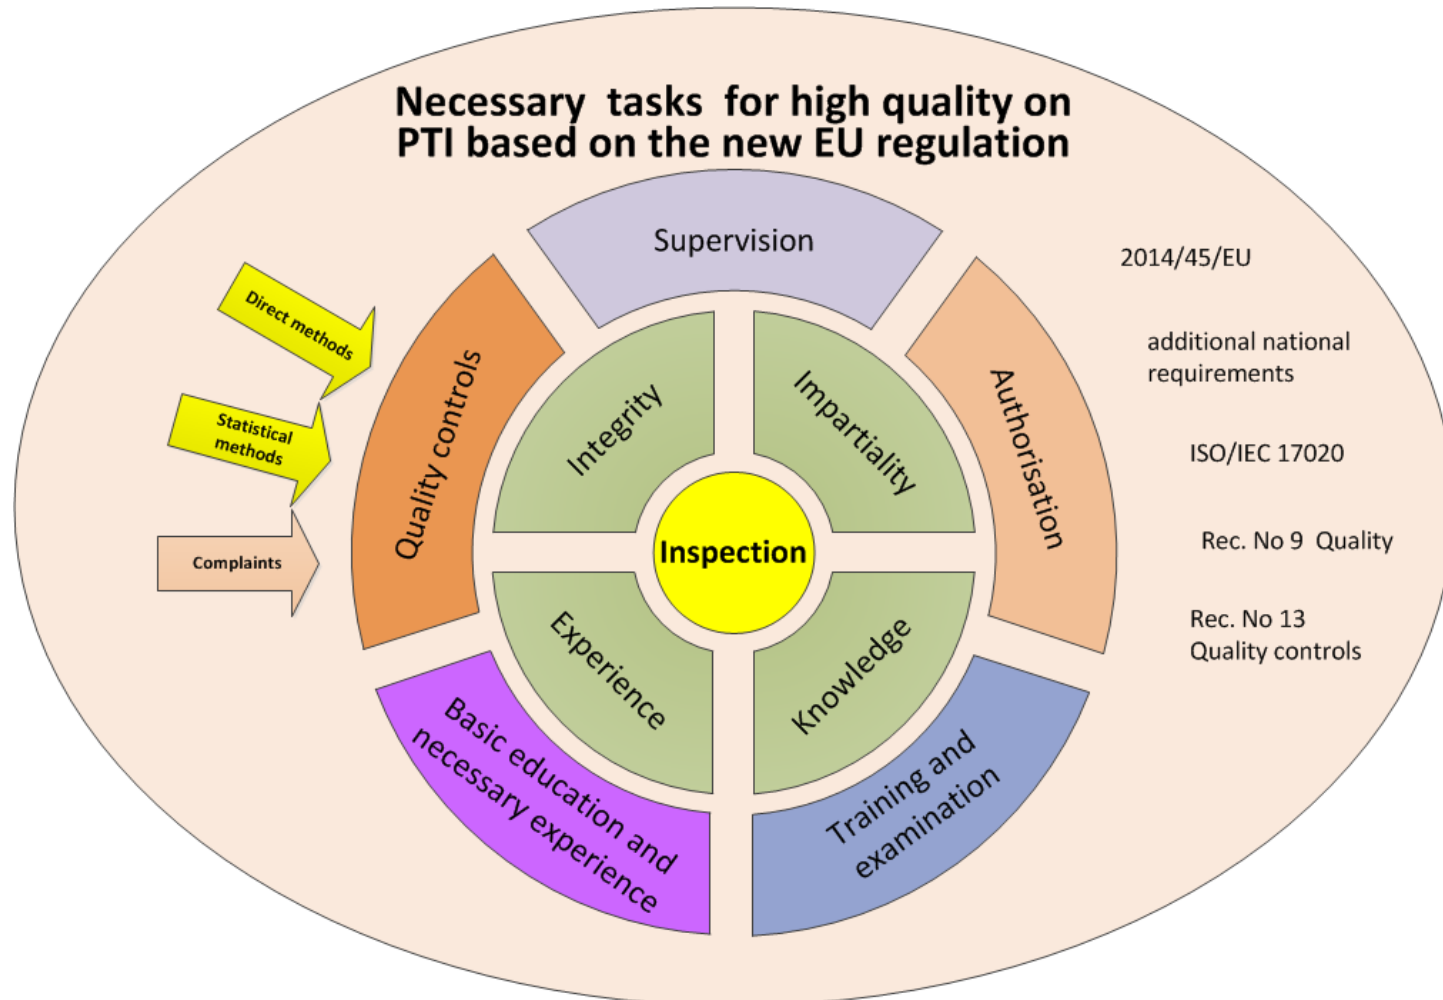 Necessary tasks for high quality on
PTI based on the new EU regulation
Supervision
2014/45/EU
Direct methods
additional national
requirements
Quality controls
Integrity
Impartiality
Authorisation
Statistical
methods
ISO/IEC 17020
Inspection
Rec. No 9 Quality
Complaints
Rec. No 13
Quality controls
Experience
Knowledge
Basic education and
necessary experience
Training and
examination